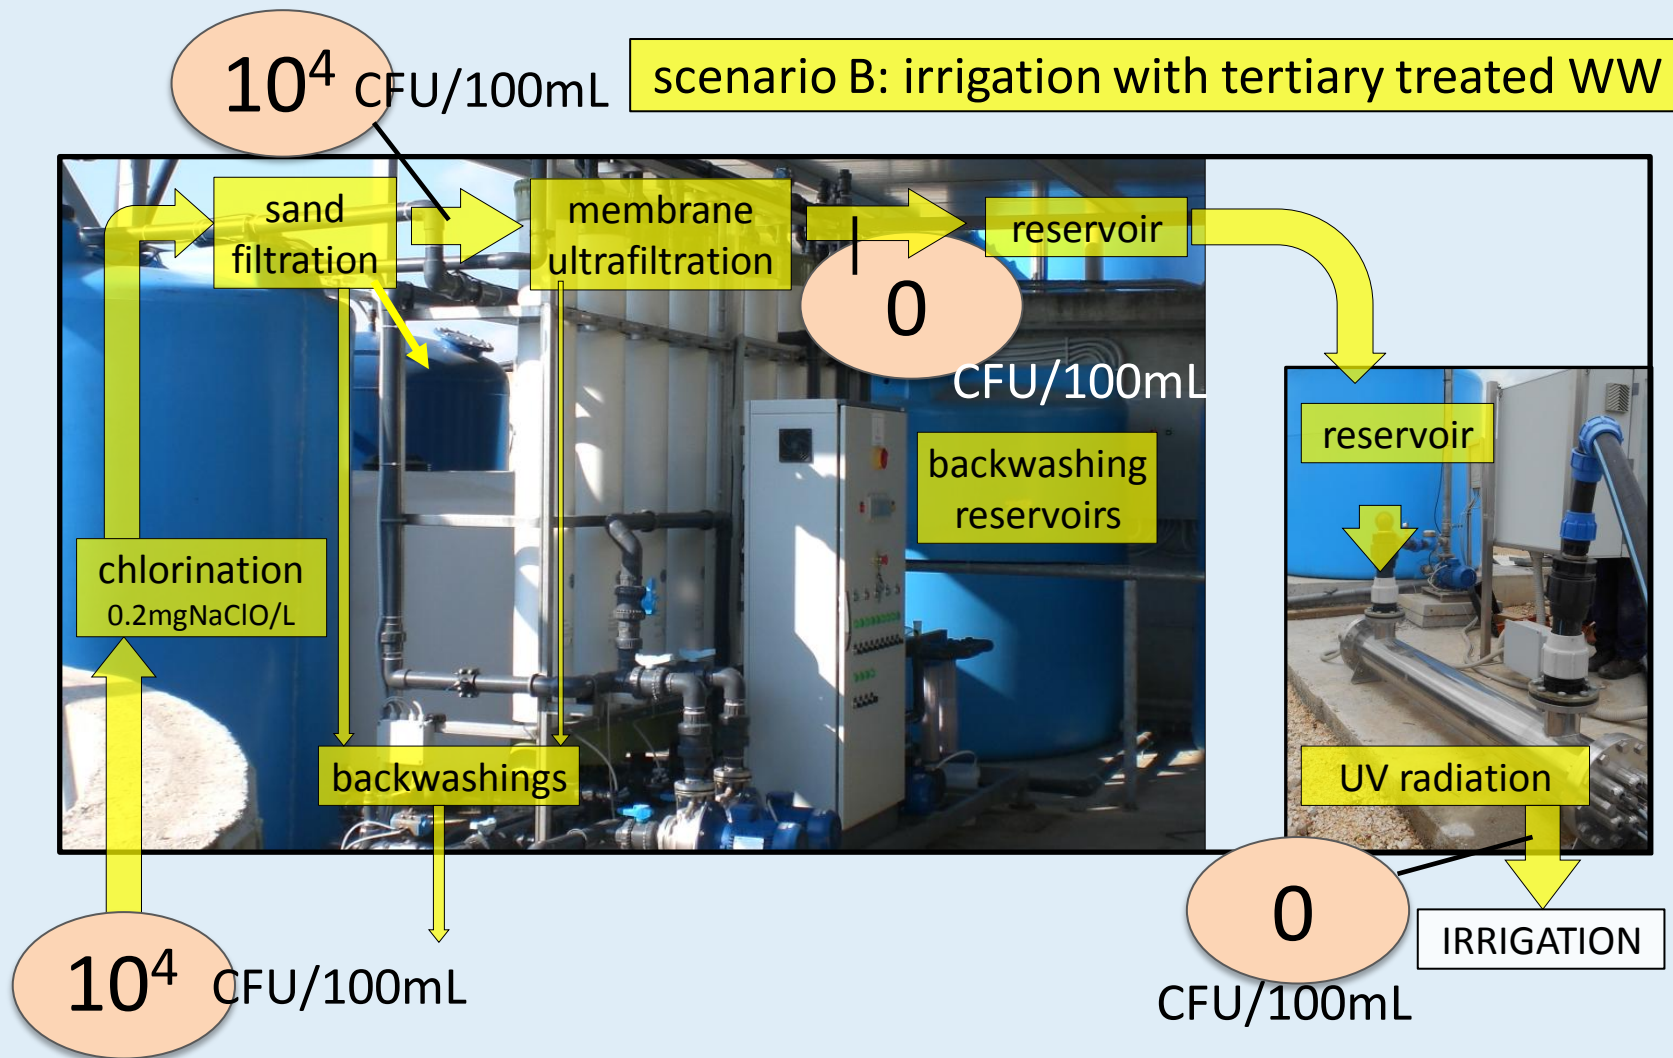 10⁴ CFU/100mL
scenario B: irrigation with tertiary treated WW
sand
filtration
membrane
ultrafiltration
reservoir
0
CFU/100mL
backwashing
reservoirs
reservoir
chlorination
0.2mgNaClO/L
backwashings
UV radiation
10⁴ CFU/100mL
0
CFU/100mL
IRRIGATION